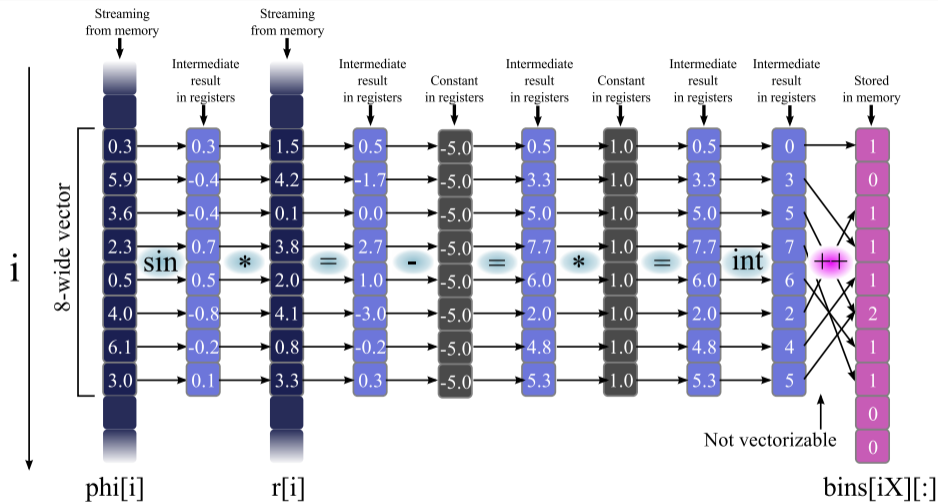 Streaming
from memory
Streaming
from memory
Intermediate
result
in registers
Intermediate
result
in registers
Constant
in registers
Intermediate
result
in registers
Constant
in registers
Intermediate
result
in registers
Intermediate
result
in registers
Stored
in memory
i
8-wide vector
0.3 0.3 1.5 0.5 -5.0 0.5 1.0 0.5 0 1
5.9 -0.4 4.2 -1.7 -5.0 3.3 1.0 3.3 3 0
3.6 -0.4 0.1 0.0 -5.0 5.0 1.0 5.0 5 1
2.3 0.7 3.8 2.7 -5.0 7.7 1.0 7.7 7 1
sin * = - = * = int ++
0.5 0.5 2.0 1.0 -5.0 6.0 1.0 6.0 6 1
4.0 -0.8 4.1 -3.0 -5.0 2.0 1.0 2.0 2 2
6.1 -0.2 0.8 -0.2 -5.0 4.8 1.0 4.8 4 1
3.0 0.1 3.3 0.3 -5.0 5.3 1.0 5.3 5 1
0
0
Not vectorizable
phi[i] r[i] bins[iX][:]